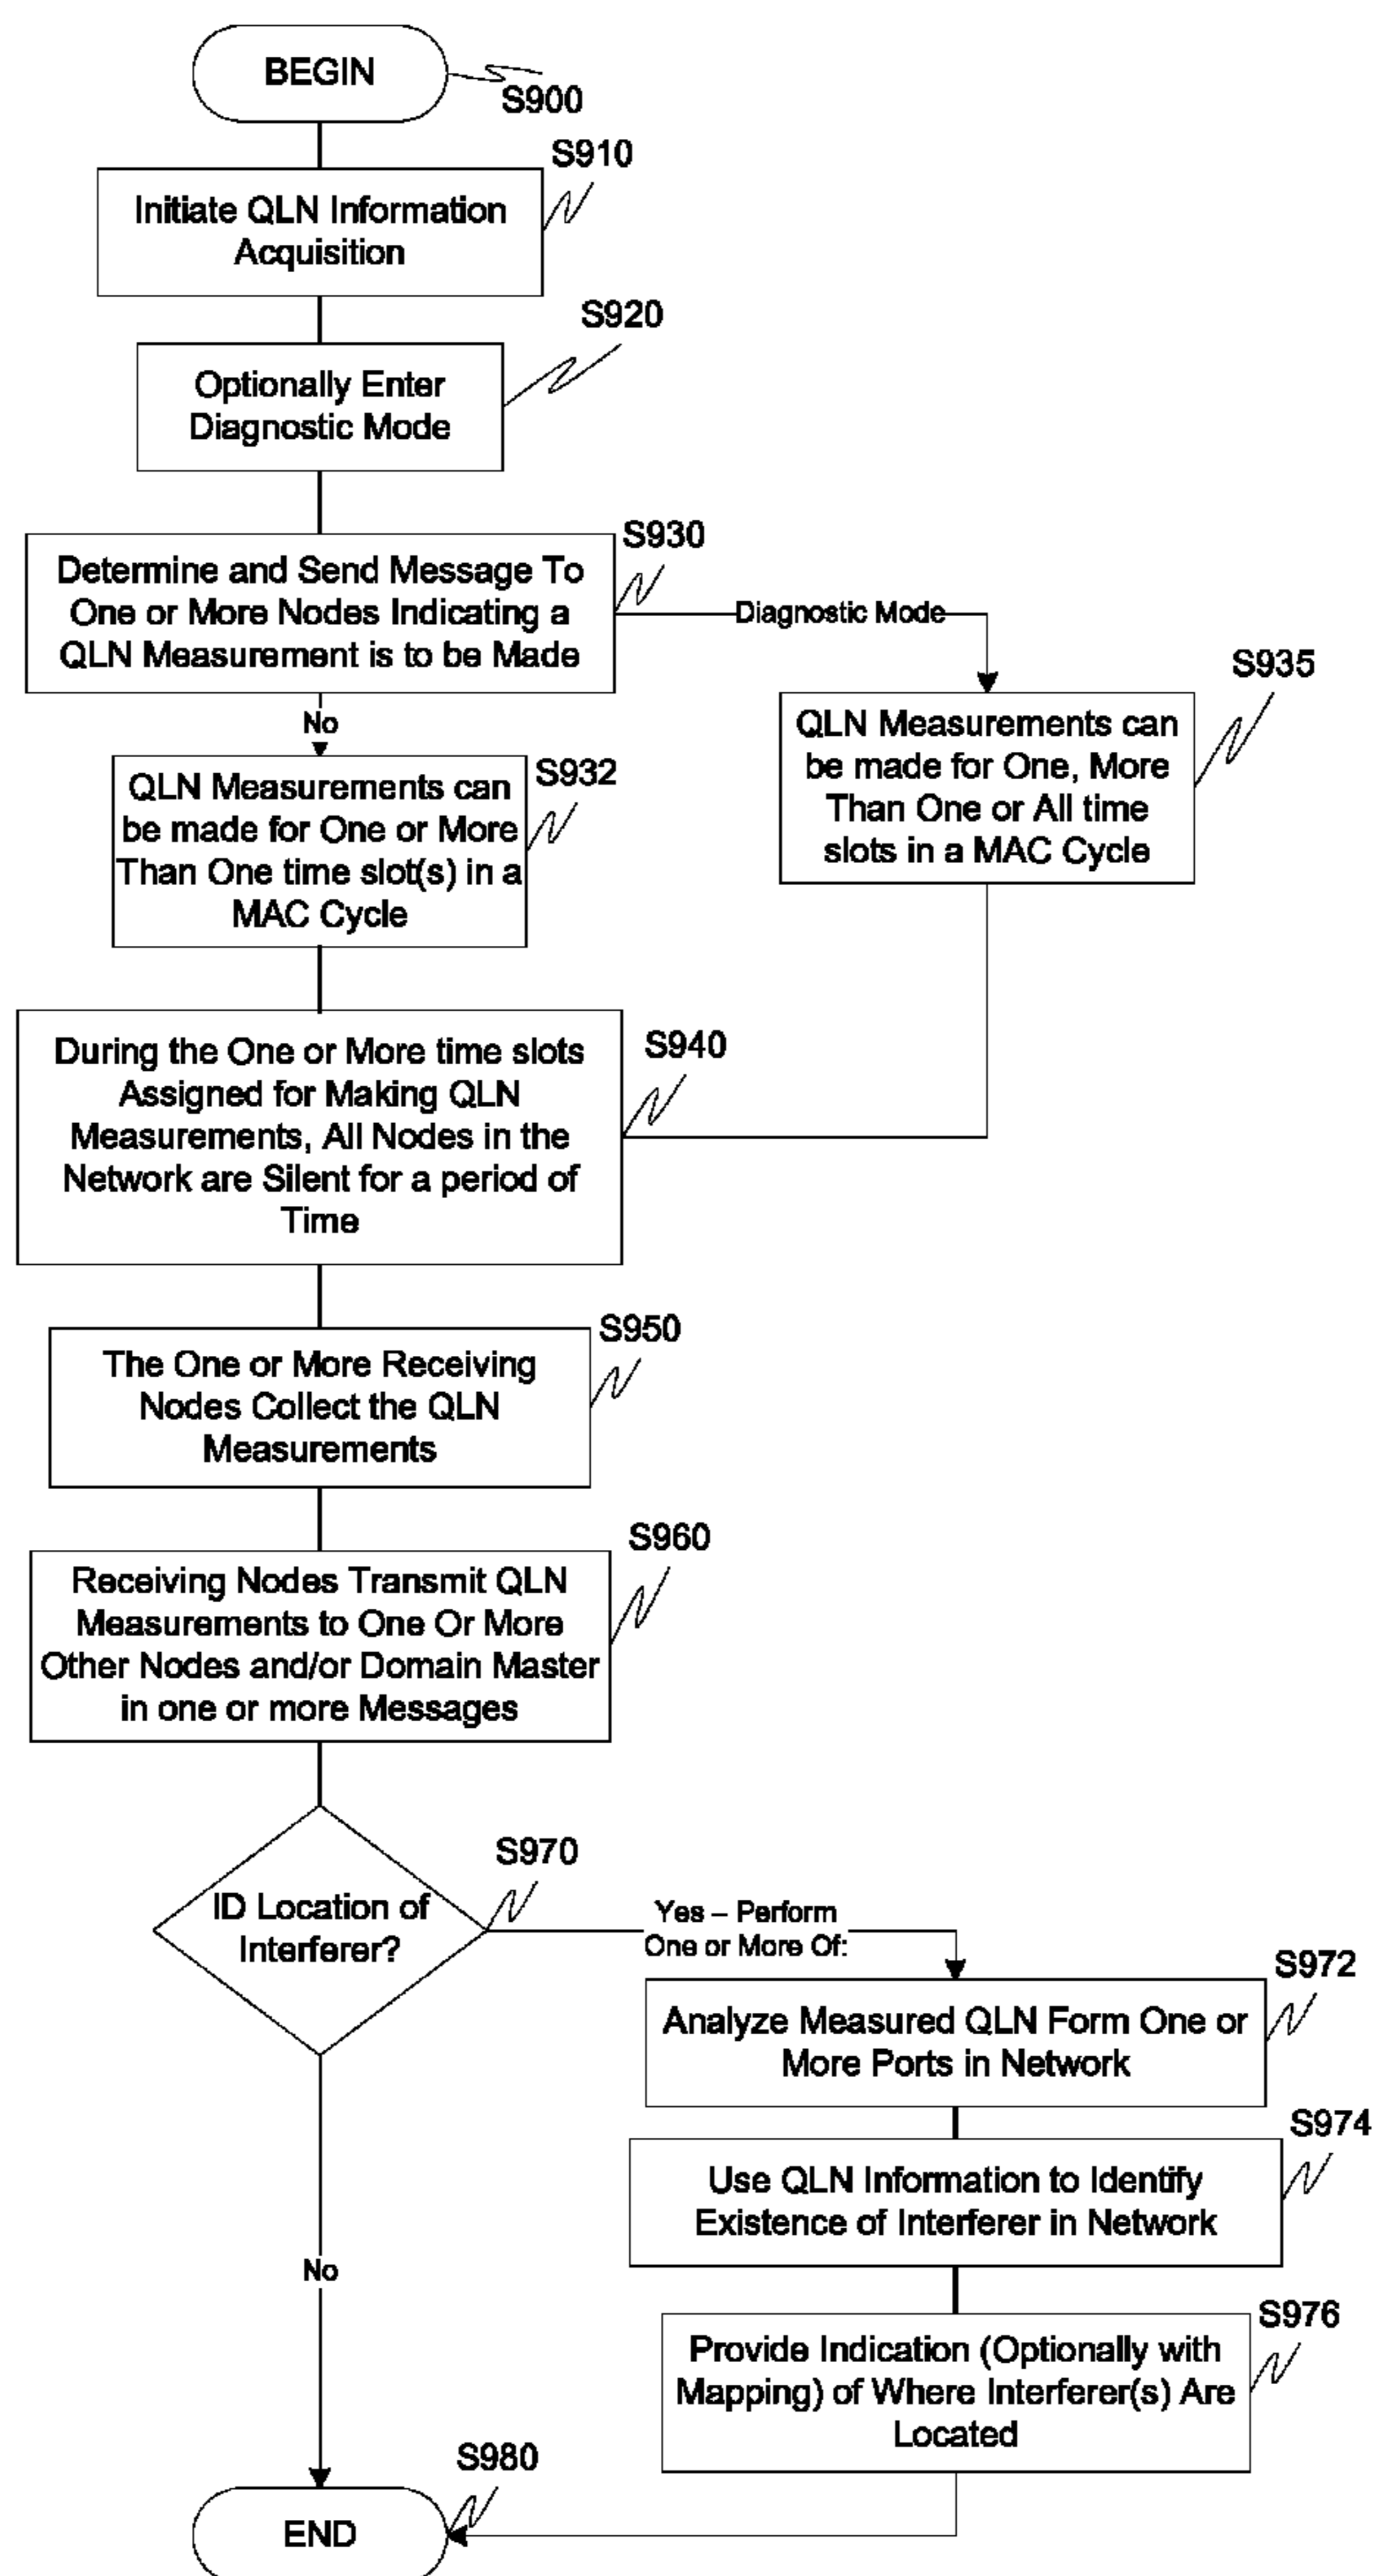 BEGIN
S900
S910
Initiate QLN Information
Acquisition
S920
Optionally Enter
Diagnostic Mode
S930
Determine and Send Message To
One or More Nodes Indicating a
QLN Measurement is to be Made
Diagnostic Mode
S935
QLN Measurements can
be made for One, More
Than One or All time
slots in a MAC Cycle
No
S932
QLN Measurements can
be made for One or More
Than One time slot(s) in a
MAC Cycle
S940
During the One or More time slots
Assigned for Making QLN
Measurements, All Nodes in the
Network are Silent for a period of
Time
S950
The One or More Receiving
Nodes Collect the QLN
Measurements
S960
Receiving Nodes Transmit QLN
Measurements to One Or More
Other Nodes and/or Domain Master
in one or more Messages
S970
ID Location of
Interferer?
Yes – Perform
One or More Of:
S972
Analyze Measured QLN Form One or
More Ports in Network
S974
Use QLN Information to Identify
Existence of Interferer in Network
No
S976
Provide Indication (Optionally with
Mapping) of Where Interferer(s) Are
Located
S980
END